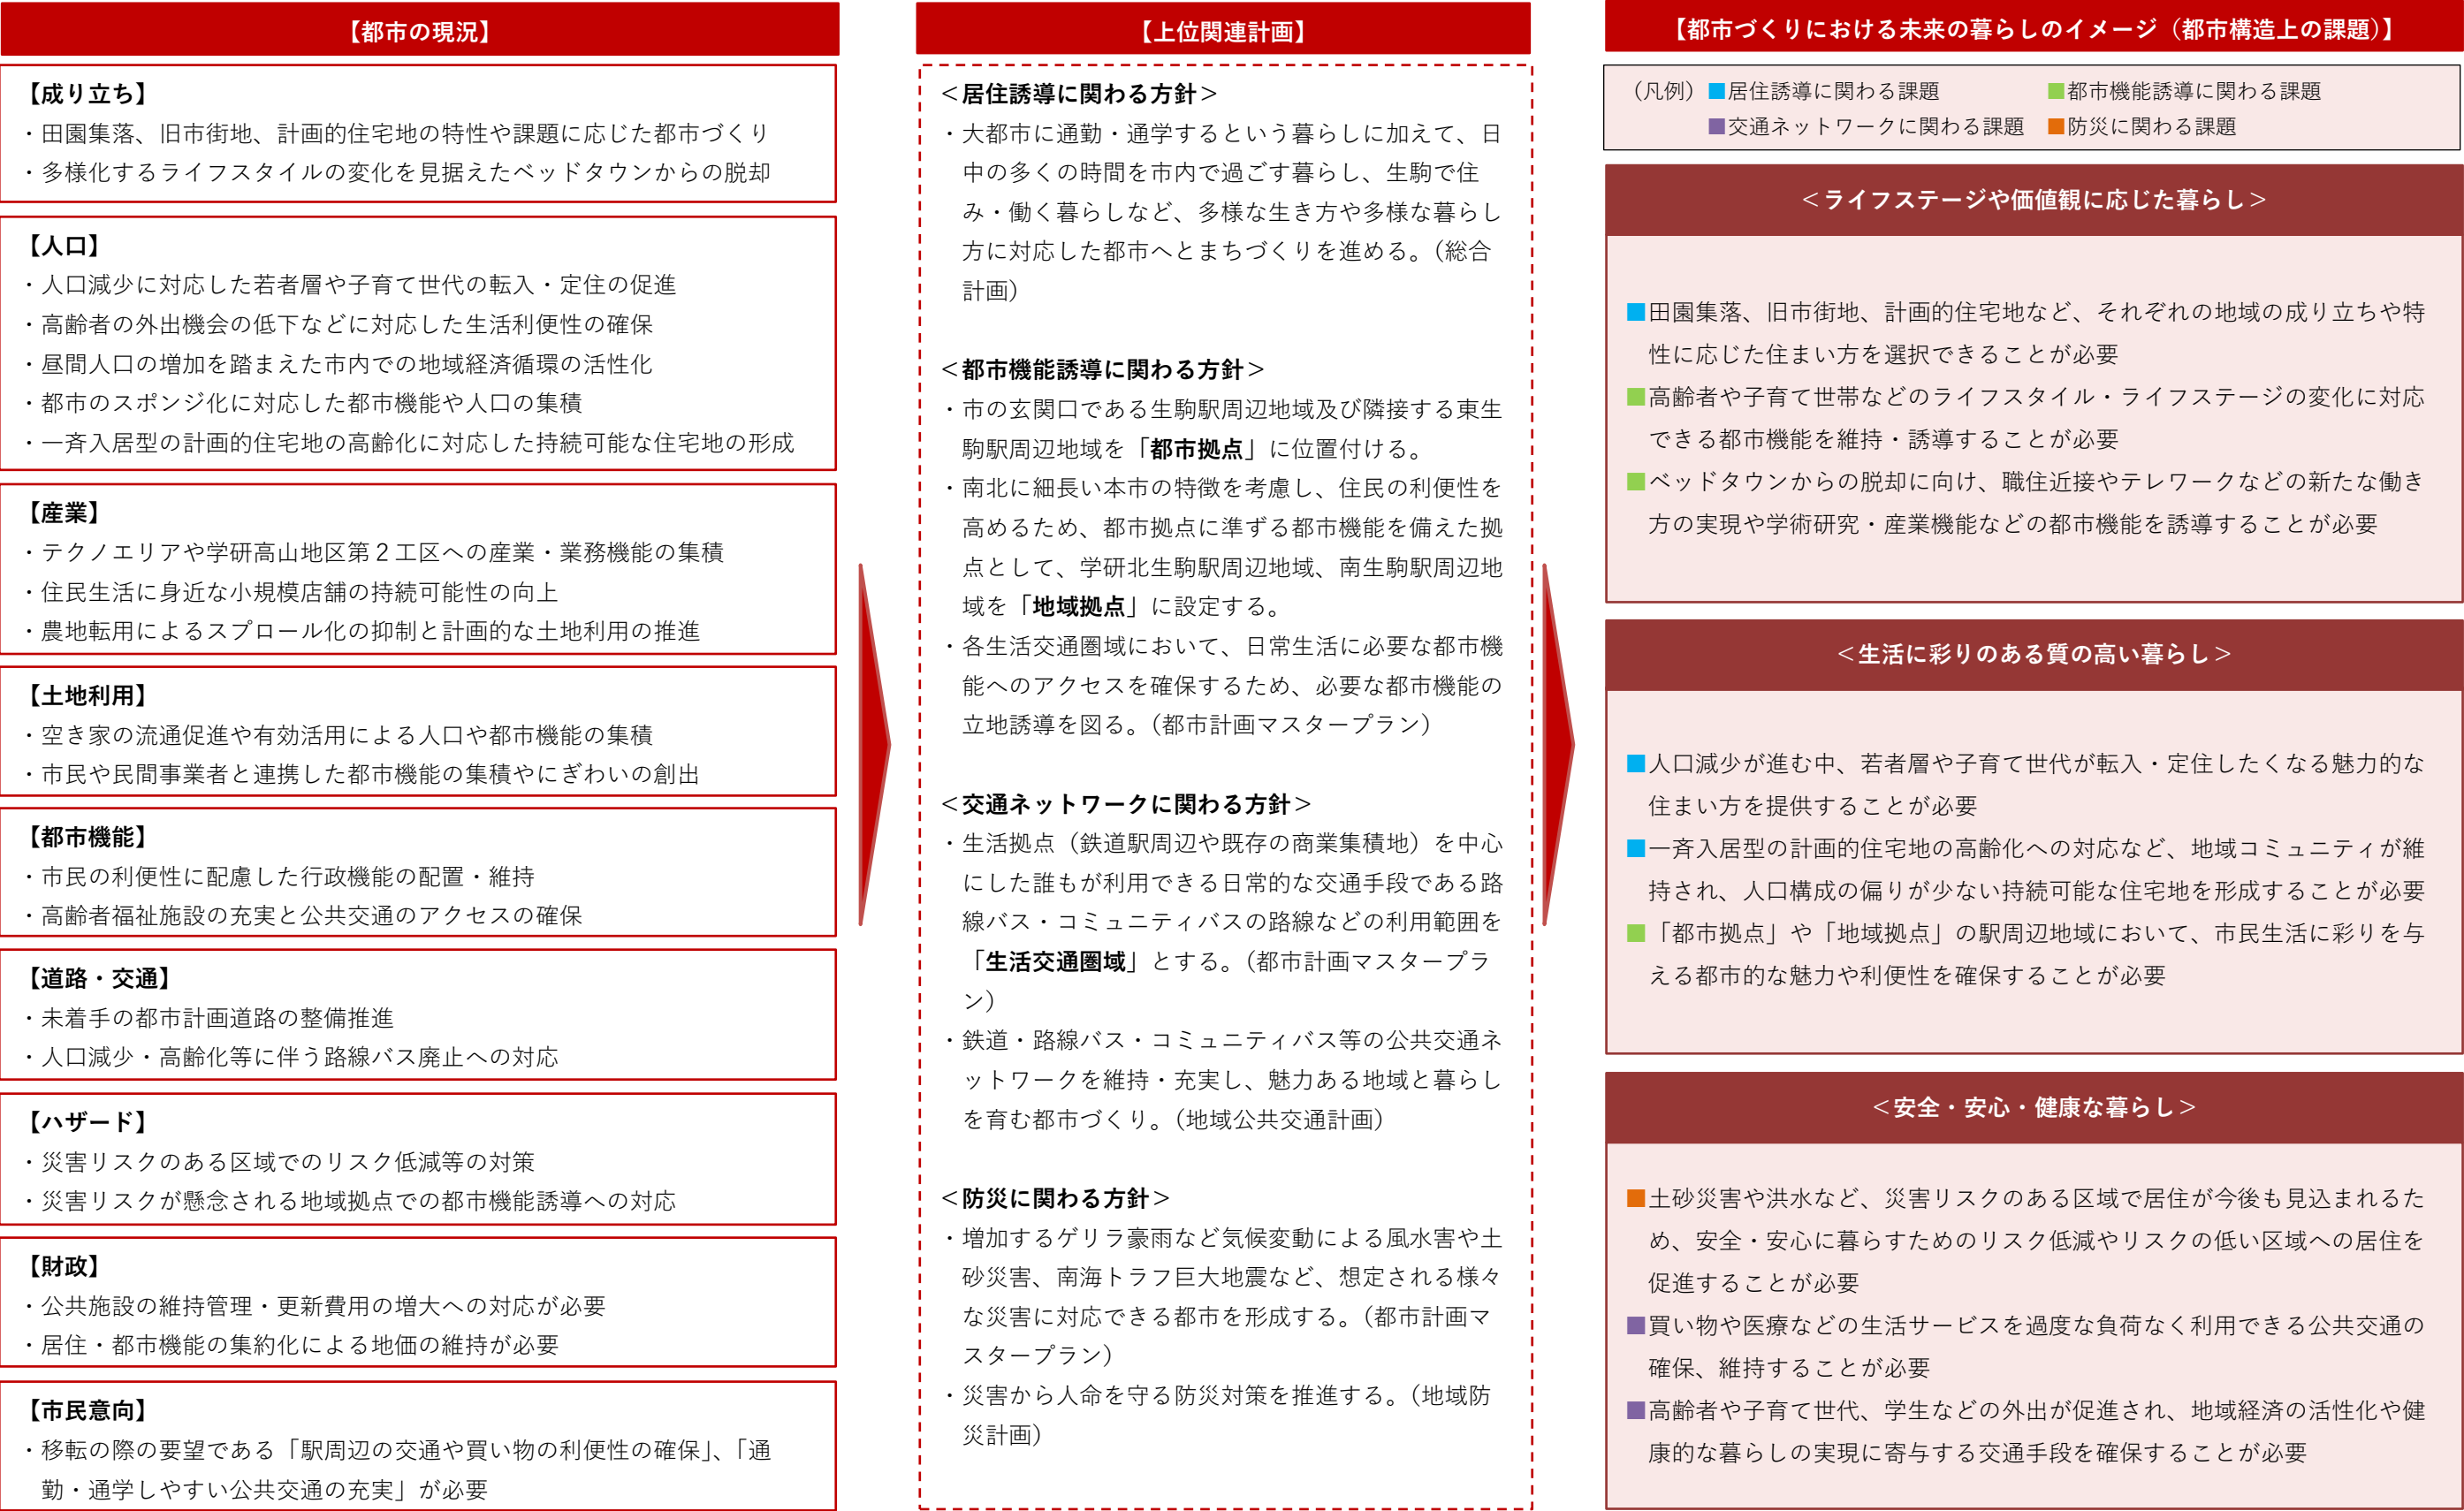 【都市の現況】
【成り立ち】
・田園集落、旧市街地、計画的住宅地の特性や課題に応じた都市づくり
・多様化するライフスタイルの変化を見据えたベッドタウンからの脱却
【人口】
・人口減少に対応した若者層や子育て世代の転入・定住の促進
・高齢者の外出機会の低下などに対応した生活利便性の確保
・昼間人口の増加を踏まえた市内での地域経済循環の活性化
・都市のスポンジ化に対応した都市機能や人口の集積
・一斉入居型の計画的住宅地の高齢化に対応した持続可能な住宅地の形成
【産業】
・テクノエリアや学研高山地区第２工区への産業・業務機能の集積
・住民生活に身近な小規模店舗の持続可能性の向上
・農地転用によるスプロール化の抑制と計画的な土地利用の推進
【土地利用】
・空き家の流通促進や有効活用による人口や都市機能の集積
・市民や民間事業者と連携した都市機能の集積やにぎわいの創出
【都市機能】
・市民の利便性に配慮した行政機能の配置・維持
・高齢者福祉施設の充実と公共交通のアクセスの確保
【道路・交通】
・未着手の都市計画道路の整備推進
・人口減少・高齢化等に伴う路線バス廃止への対応
【ハザード】
・災害リスクのある区域でのリスク低減等の対策
・災害リスクが懸念される地域拠点での都市機能誘導への対応
【財政】
・公共施設の維持管理・更新費用の増大への対応が必要
・居住・都市機能の集約化による地価の維持が必要
【市民意向】
・移転の際の要望である「駅周辺の交通や買い物の利便性の確保」、「通
勤・通学しやすい公共交通の充実」が必要
【上位関連計画】
＜居住誘導に関わる方針＞
・大都市に通勤・通学するという暮らしに加えて、日
中の多くの時間を市内で過ごす暮らし、生駒で住
み・働く暮らしなど、多様な生き方や多様な暮らし
方に対応した都市へとまちづくりを進める。（総合
計画）
＜都市機能誘導に関わる方針＞
・市の玄関口である生駒駅周辺地域及び隣接する東生
駒駅周辺地域を「都市拠点」に位置付ける。
・南北に細長い本市の特徴を考慮し、住民の利便性を
高めるため、都市拠点に準ずる都市機能を備えた拠
点として、学研北生駒駅周辺地域、南生駒駅周辺地
域を「地域拠点」に設定する。
・各生活交通圏域において、日常生活に必要な都市機
能へのアクセスを確保するため、必要な都市機能の
立地誘導を図る。（都市計画マスタープラン）
＜交通ネットワークに関わる方針＞
・生活拠点（鉄道駅周辺や既存の商業集積地）を中心
にした誰もが利用できる日常的な交通手段である路
線バス・コミュニティバスの路線などの利用範囲を
「生活交通圏域」とする。（都市計画マスタープラ
ン）
・鉄道・路線バス・コミュニティバス等の公共交通ネ
ットワークを維持・充実し、魅力ある地域と暮らし
を育む都市づくり。（地域公共交通計画）
＜防災に関わる方針＞
・増加するゲリラ豪雨など気候変動による風水害や土
砂災害、南海トラフ巨大地震など、想定される様々
な災害に対応できる都市を形成する。（都市計画マ
スタープラン）
・災害から人命を守る防災対策を推進する。（地域防
災計画）
【都市づくりにおける未来の暮らしのイメージ（都市構造上の課題）】
（凡例）■居住誘導に関わる課題 ■都市機能誘導に関わる課題
■交通ネットワークに関わる課題 ■防災に関わる課題
＜ライフステージや価値観に応じた暮らし＞
■田園集落、旧市街地、計画的住宅地など、それぞれの地域の成り立ちや特
性に応じた住まい方を選択できることが必要
■高齢者や子育て世帯などのライフスタイル・ライフステージの変化に対応
できる都市機能を維持・誘導することが必要
■ベッドタウンからの脱却に向け、職住近接やテレワークなどの新たな働き
方の実現や学術研究・産業機能などの都市機能を誘導することが必要
＜生活に彩りのある質の高い暮らし＞
■人口減少が進む中、若者層や子育て世代が転入・定住したくなる魅力的な
住まい方を提供することが必要
■一斉入居型の計画的住宅地の高齢化への対応など、地域コミュニティが維
持され、人口構成の偏りが少ない持続可能な住宅地を形成することが必要
■「都市拠点」や「地域拠点」の駅周辺地域において、市民生活に彩りを与
える都市的な魅力や利便性を確保することが必要
＜安全・安心・健康な暮らし＞
■土砂災害や洪水など、災害リスクのある区域で居住が今後も見込まれるた
め、安全・安心に暮らすためのリスク低減やリスクの低い区域への居住を
促進することが必要
■買い物や医療などの生活サービスを過度な負荷なく利用できる公共交通の
確保、維持することが必要
■高齢者や子育て世代、学生などの外出が促進され、地域経済の活性化や健
康的な暮らしの実現に寄与する交通手段を確保することが必要